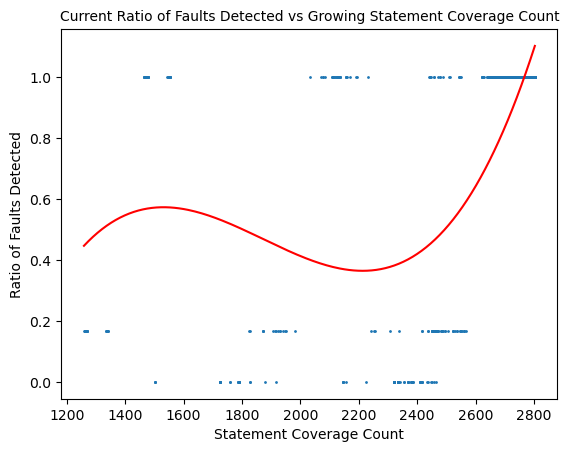 Current Ratio of Faults Detected vs Growing Statement Coverage Count
Ratio of Faults Detected
1.0
0.8
0.6
0.4
0.2
0.0
1200 1400 1600 1800 2000 2200 2400 2600 2800
Statement Coverage Count